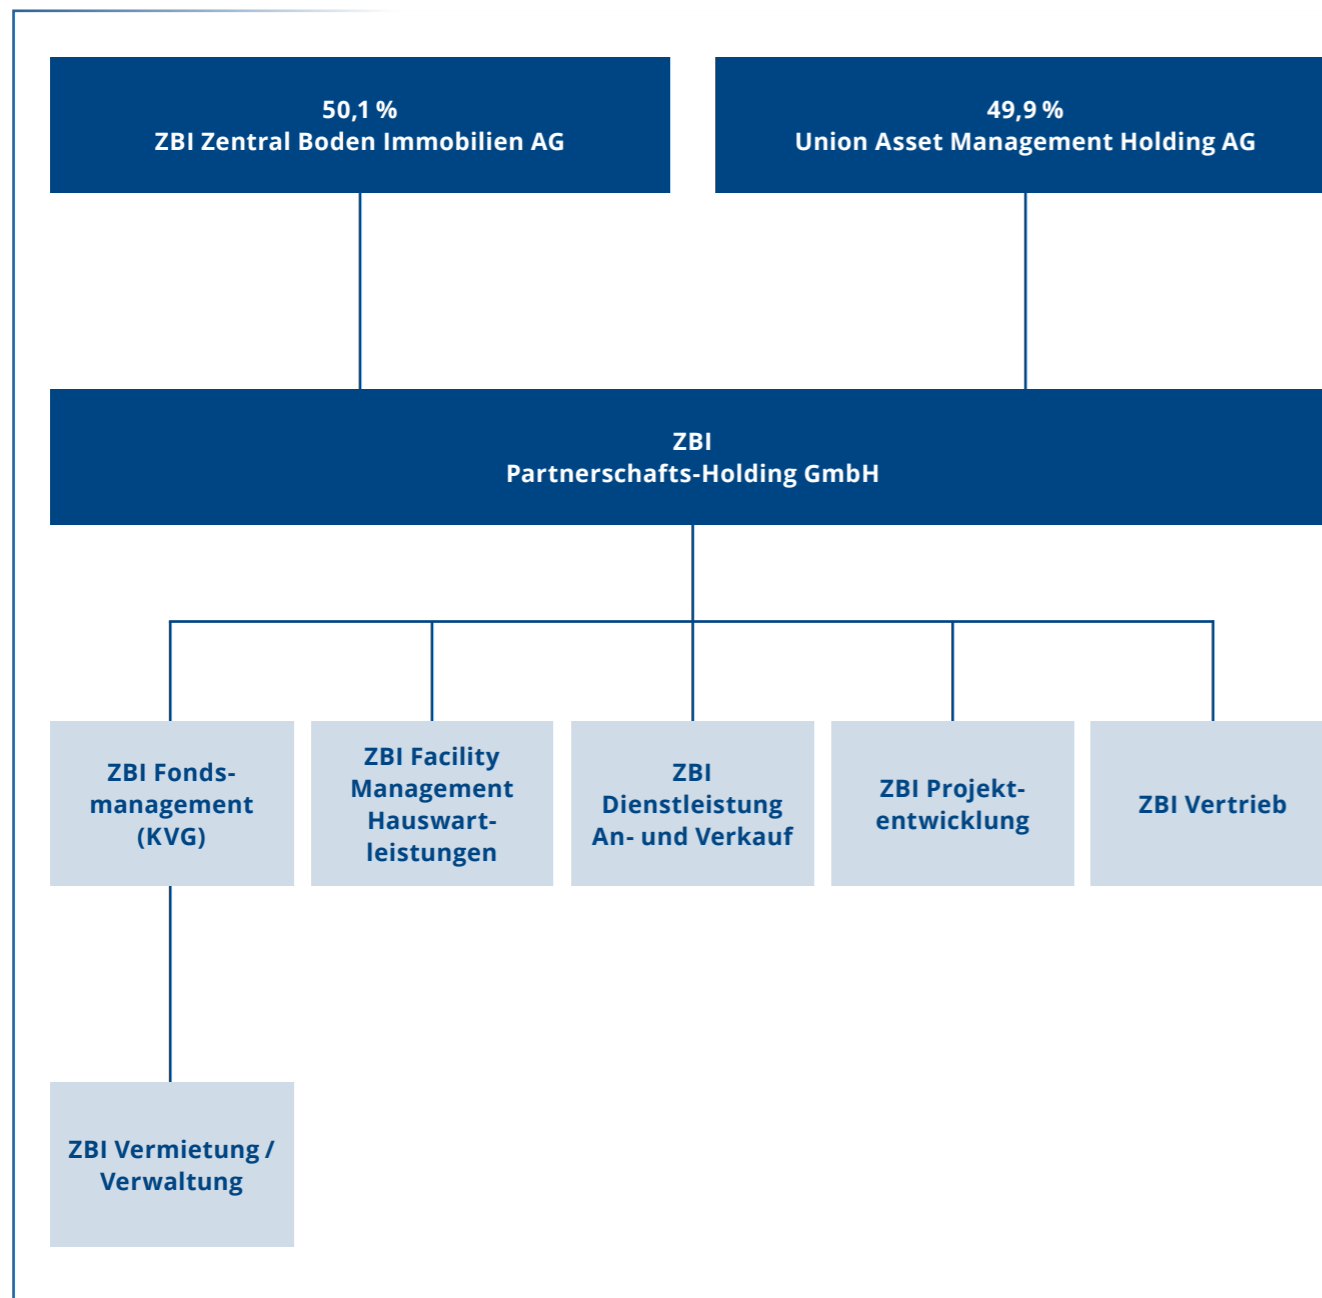 50,1 %
ZBI Zentral Boden Immobilien AG
49,9 %
Union Asset Management Holding AG
ZBI
Partnerschafts-Holding GmbH
ZBI Fonds-
management
(KVG)
ZBI Facility
Management
Hauswart-
leistungen
ZBI
Dienstleistung
An- und Verkauf
ZBI Projekt-
entwicklung
ZBI Vertrieb
ZBI Vermietung /
Verwaltung